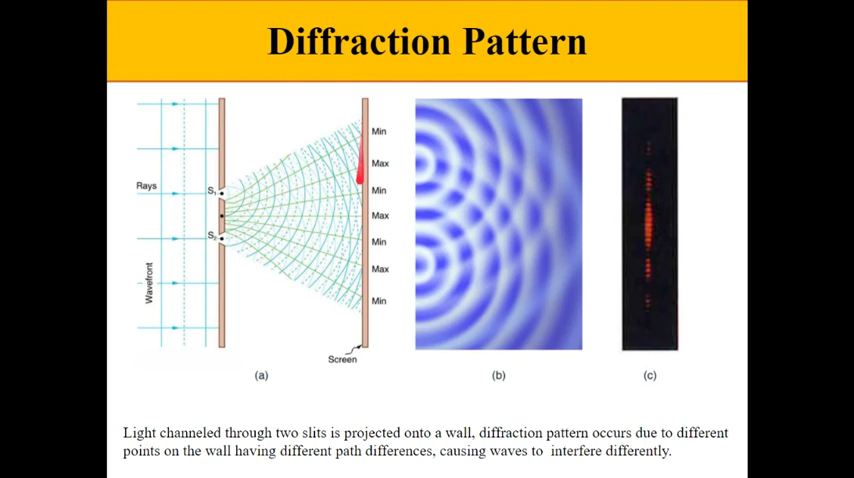 Diffraction Pattern
Rays
Wavefront
S1
S2
Min
Max
Min
Max
Min
Max
Min
Screen
(a)
(b)
(c)
Light channeled through two slits is projected onto a wall, diffraction pattern occurs due to different
points on the wall having different path differences, causing waves to interfere differently.